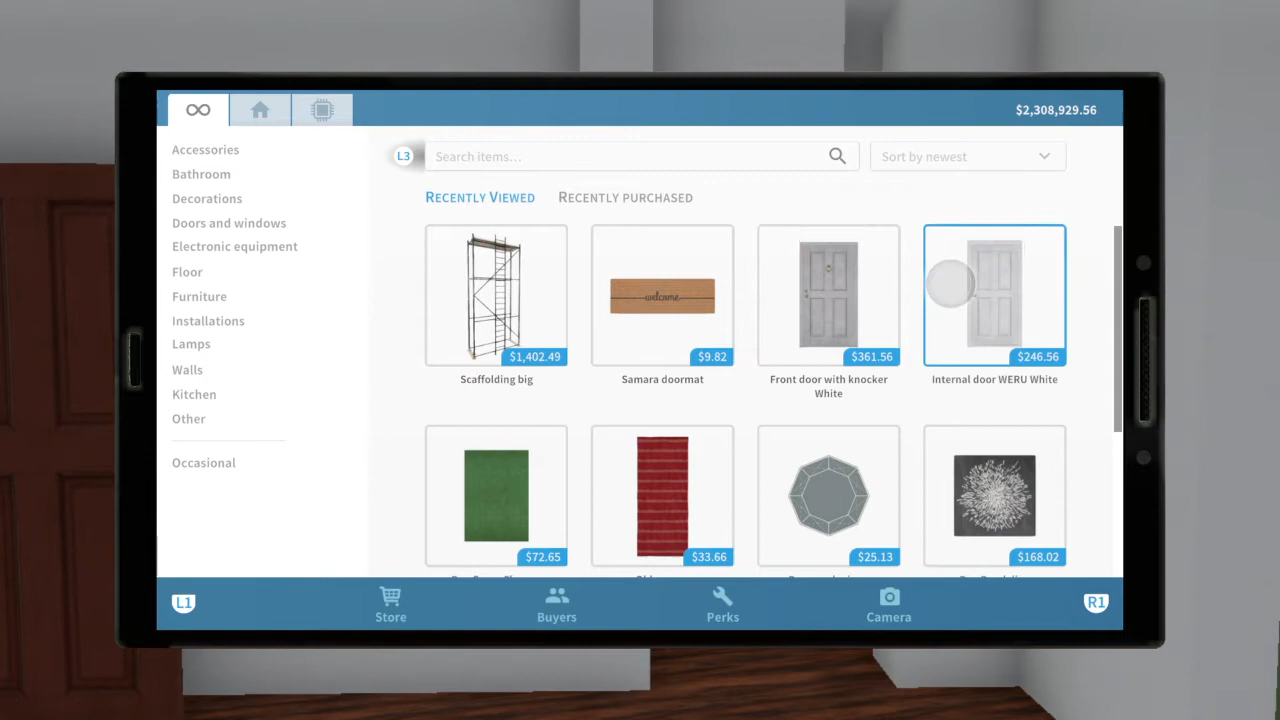 $2,308,929.56
Accessories
Bathroom
Decorations
Doors and windows
Electronic equipment
Floor
Furniture
Installations
Lamps
Walls
Kitchen
Other
Occasional
L3
Search items...
Sort by newest
RECENTLY VIEWED
RECENTLY PURCHASED
$1,402.49
Scaffolding big
welcome
$9.82
Samara doormat
$361.56
Front door with knocker
White
$246.56
Internal door WERU White
$72.65
$33.66
$25.13
$168.02
L1
Store
Buyers
Perks
Camera
R1